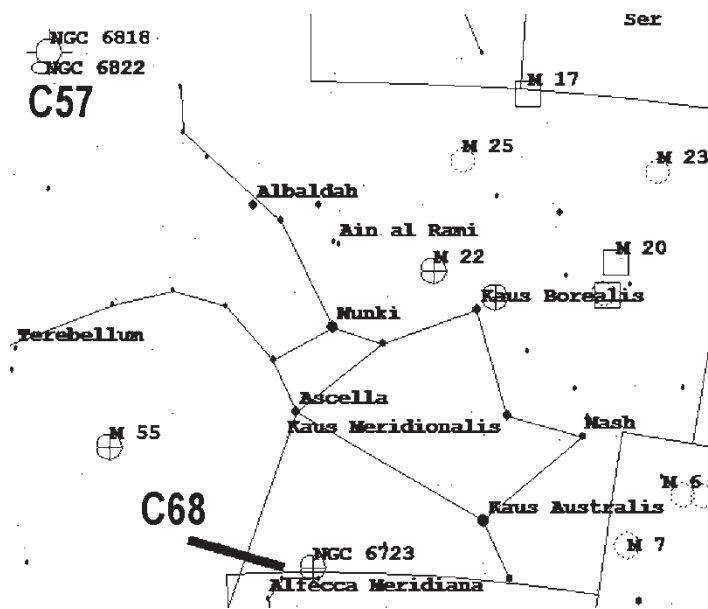 Ser
NGC 6818
NGC 6822
C57
M 17
M 25
M 23
Albaldah
Ain al Rami
M 22
M 20
Kaus Borealis
Nunki
Terebellum
Ascella
Kaus Meridionalis
Nash
M 55
M 6
C68
Kaus Australis
NGC 6723
M 7
Alfecca Meridiana